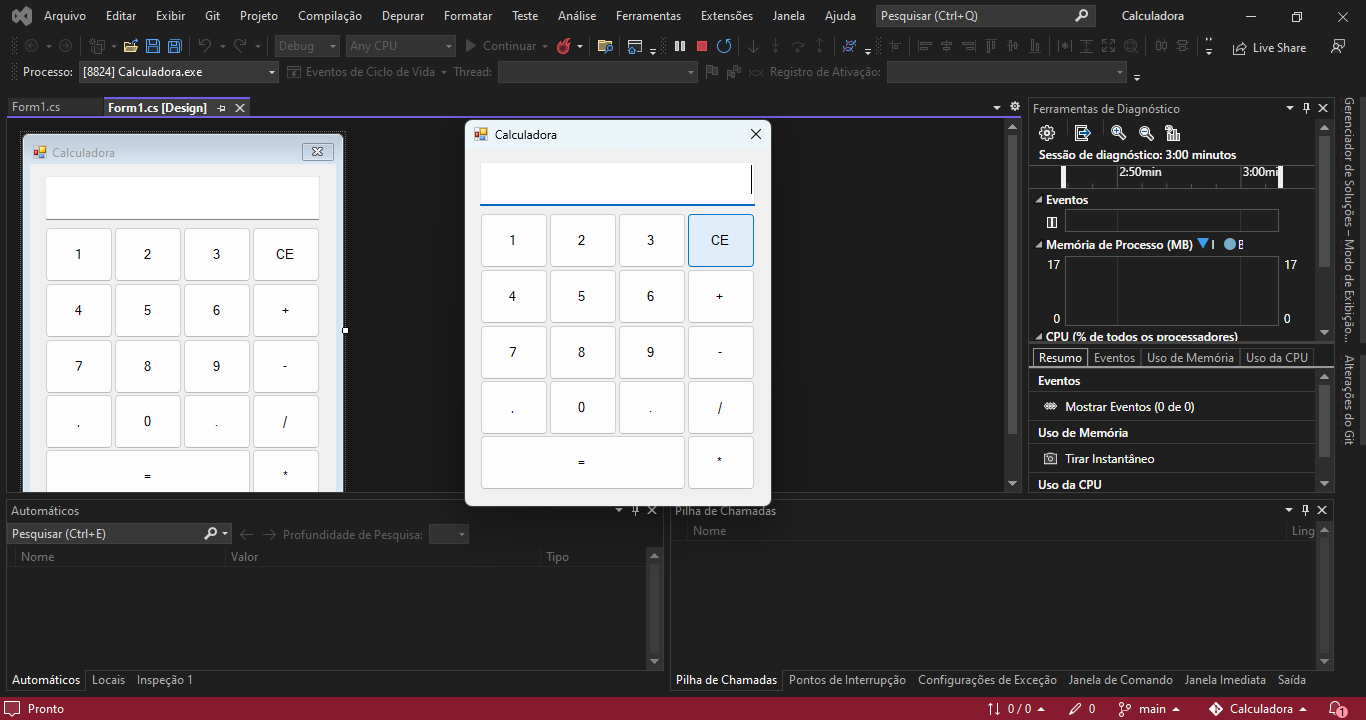 Arquivo Editar Exibir Git Projeto Compilação Depurar Formatar Teste Análise Ferramentas Extensões Janela Ajuda Pesquisar (Ctrl+Q) Calculadora
Debug Any CPU Continuar Live Share
Processo: [8824] Calculadora.exe Eventos de Ciclo de Vida Thread: Registro de Ativação:
Form1.cs Form1.cs [Design]
Calculadora
1 2 3 CE
4 5 6 +
7 8 9 -
, 0 . /
= *
Calculadora
1 2 3 CE
4 5 6 +
7 8 9 -
, 0 . /
= *
Ferramentas de Diagnóstico
Sessão de diagnóstico: 3:00 minutos
2:50min 3:00mi
Eventos
Memória de Processo (MB)
17 17
0 0
CPU (% de todos os processadores)
Resumo Eventos Uso de Memória Uso da CPU
Eventos
Mostrar Eventos (0 de 0)
Uso de Memória
Tirar Instantâneo
Uso da CPU
Gerenciador de Soluções – Modo de Exibição...
Alterações do Git
Automáticos
Pesquisar (Ctrl+E) Profundidade de Pesquisa:
Nome Valor Tipo
Automáticos Locais Inspeção 1
Pilha de Chamadas
Nome Ling
Pilha de Chamadas Pontos de Interrupção Configurações de Exceção Janela de Comando Janela Imediata Saída
Pronto 0 / 0 0 main Calculadora 1